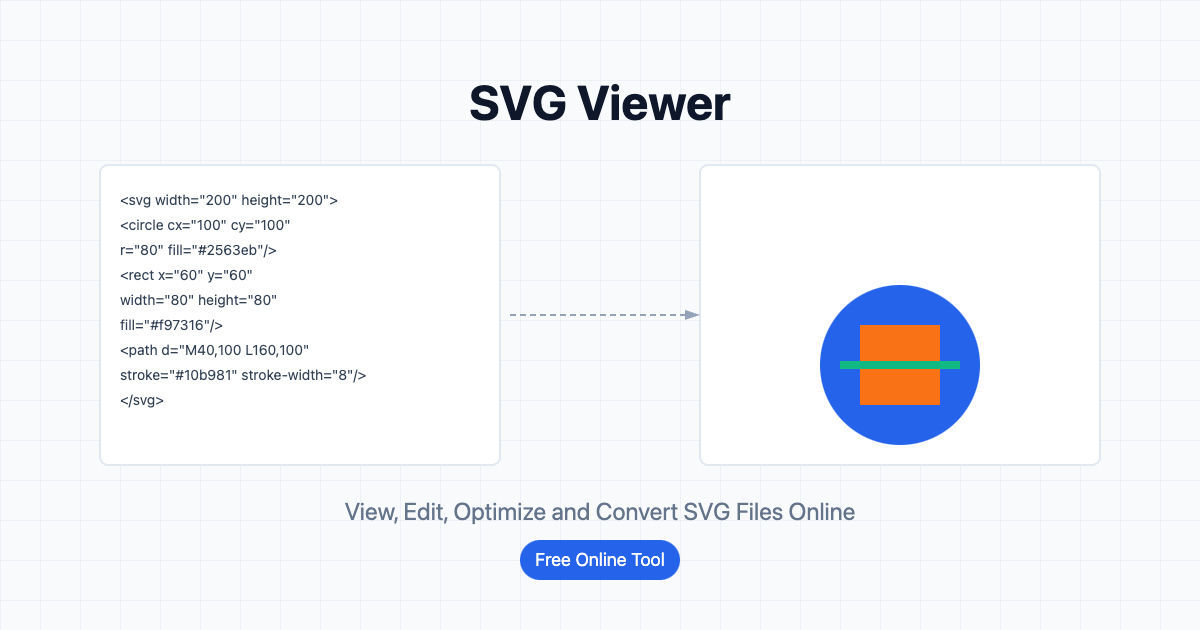 SVG Viewer
<svg width="200" height="200">
<circle cx="100" cy="100"
r="80" fill="#2563eb"/>
<rect x="60" y="60"
width="80" height="80"
fill="#f97316"/>
<path d="M40,100 L160,100"
stroke="#10b981" stroke-width="8"/>
</svg>
View, Edit, Optimize and Convert SVG Files Online
Free Online Tool